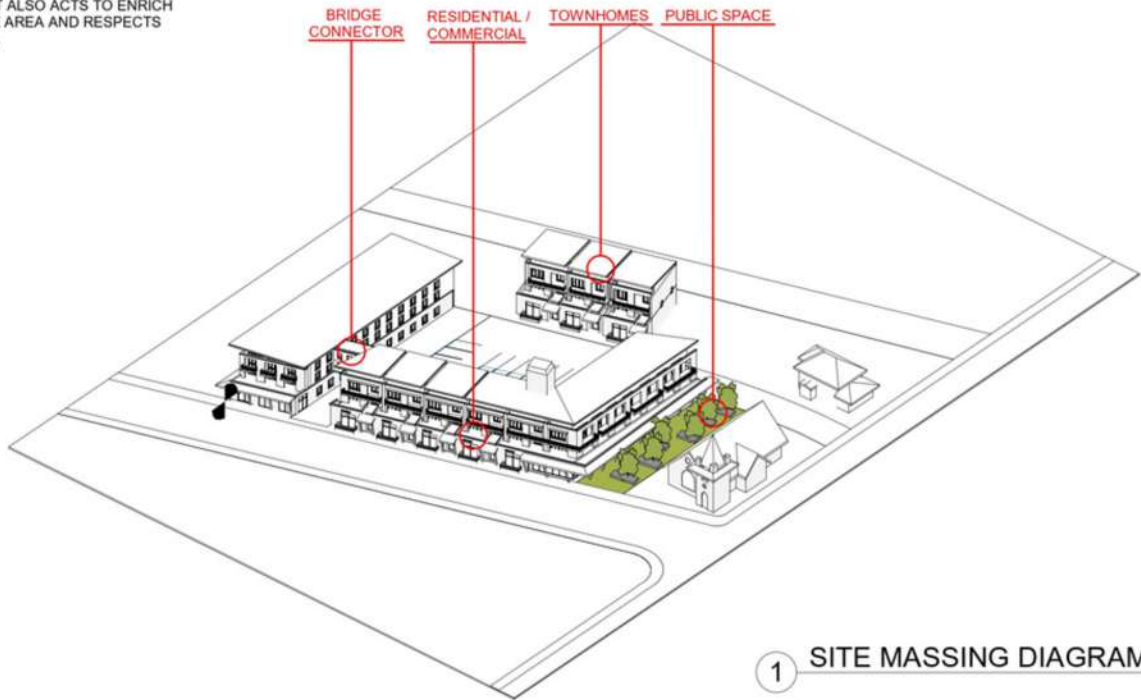 ALSO ACTS TO ENRICH
AREA AND RESPECTS
BRIDGE
CONNECTOR
RESIDENTIAL /
COMMERCIAL
TOWNHOMES
PUBLIC SPACE
1
SITE MASSING DIAGRAM